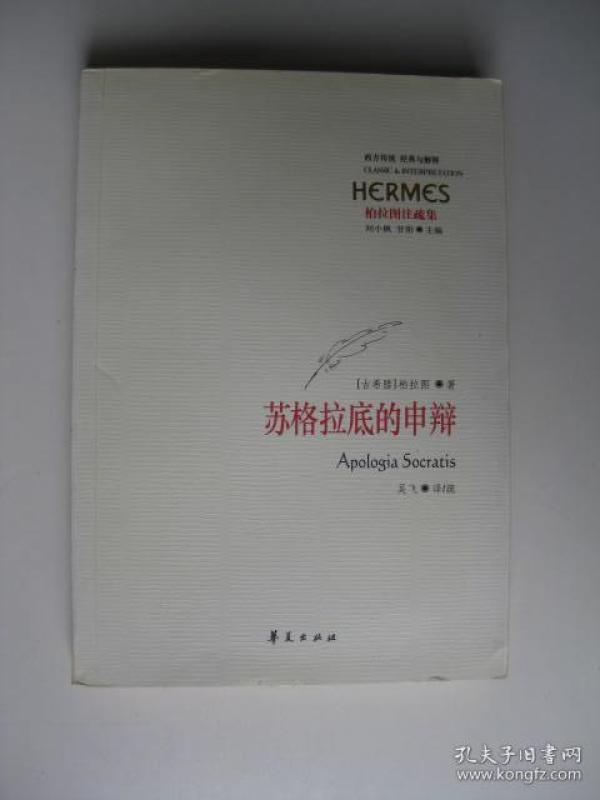 西方传统 经典与解释
CLASSIC & INTERPRETATION
HERMES
柏拉图注疏集
刘小枫 甘阳●主编
[古希腊]柏拉图●著
苏格拉底的申辩
Apologia Socratis
吴飞●译/疏
华夏出版社
孔夫子旧书网
www.kongfz.com